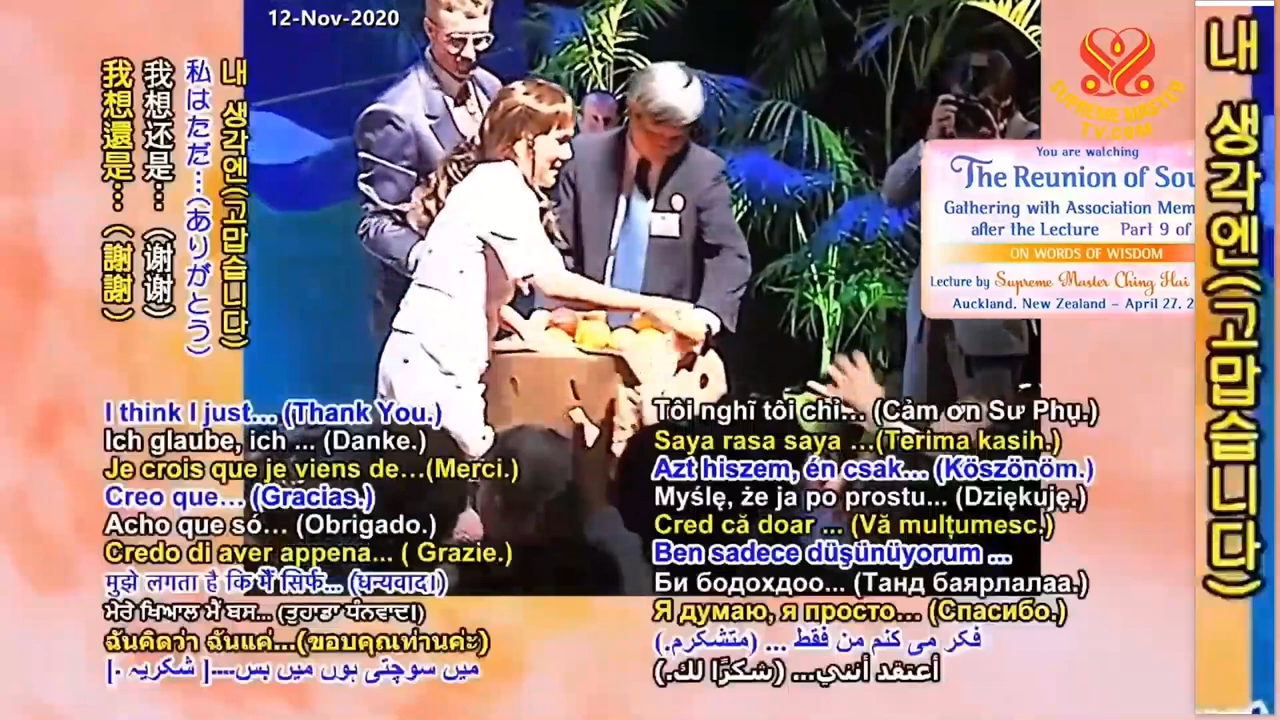 12-Nov-2020
내 생각엔(고맙습니다)
私はただ…(ありがとう)
我想还是…(谢谢)
我想還是…(謝謝)
SUPREME MASTER
TV.COM
You are watching
The Reunion of Sou
Gathering with Association Mem
after the Lecture Part 9 of
ON WORDS OF WISDOM
Lecture by Supreme Master Ching Hai
Auckland, New Zealand – April 27, 2
내 생각엔(고맙습니다)
I think I just... (Thank You.)
Ich glaube, ich ... (Danke.)
Je crois que je viens de…(Merci.)
Creo que… (Gracias.)
Acho que só… (Obrigado.)
Credo di aver appena... ( Grazie.)
मुझे लगता है कि मैं सिर्फ... (धन्यवाद।)
ਮੇਰੇ ਖਿਆਲ ਮੈਂ ਬਸ... (ਤੁਹਾਡਾ ਧੰਨਵਾਦ।)
ฉันคิดว่า ฉันแค่...(ขอบคุณท่านค่ะ)
میں سوچتی ہوں میں بس....[ شکریہ .]
Tôi nghĩ tôi chỉ... (Cảm ơn Sư Phụ.)
Saya rasa saya ...(Terima kasih.)
Azt hiszem, én csak... (Köszönöm.)
Myślę, że ja po prostu... (Dziękuję.)
Cred că doar ... (Vă mulțumesc.)
Ben sadece düşünüyorum ...
Би бодохдоо... (Танд баярлалаа.)
Я думаю, я просто... (Спасибо.)
فکر می کنم من فقط ... (متشکرم.)
أعتقد أنني... (شكرًا لك.)